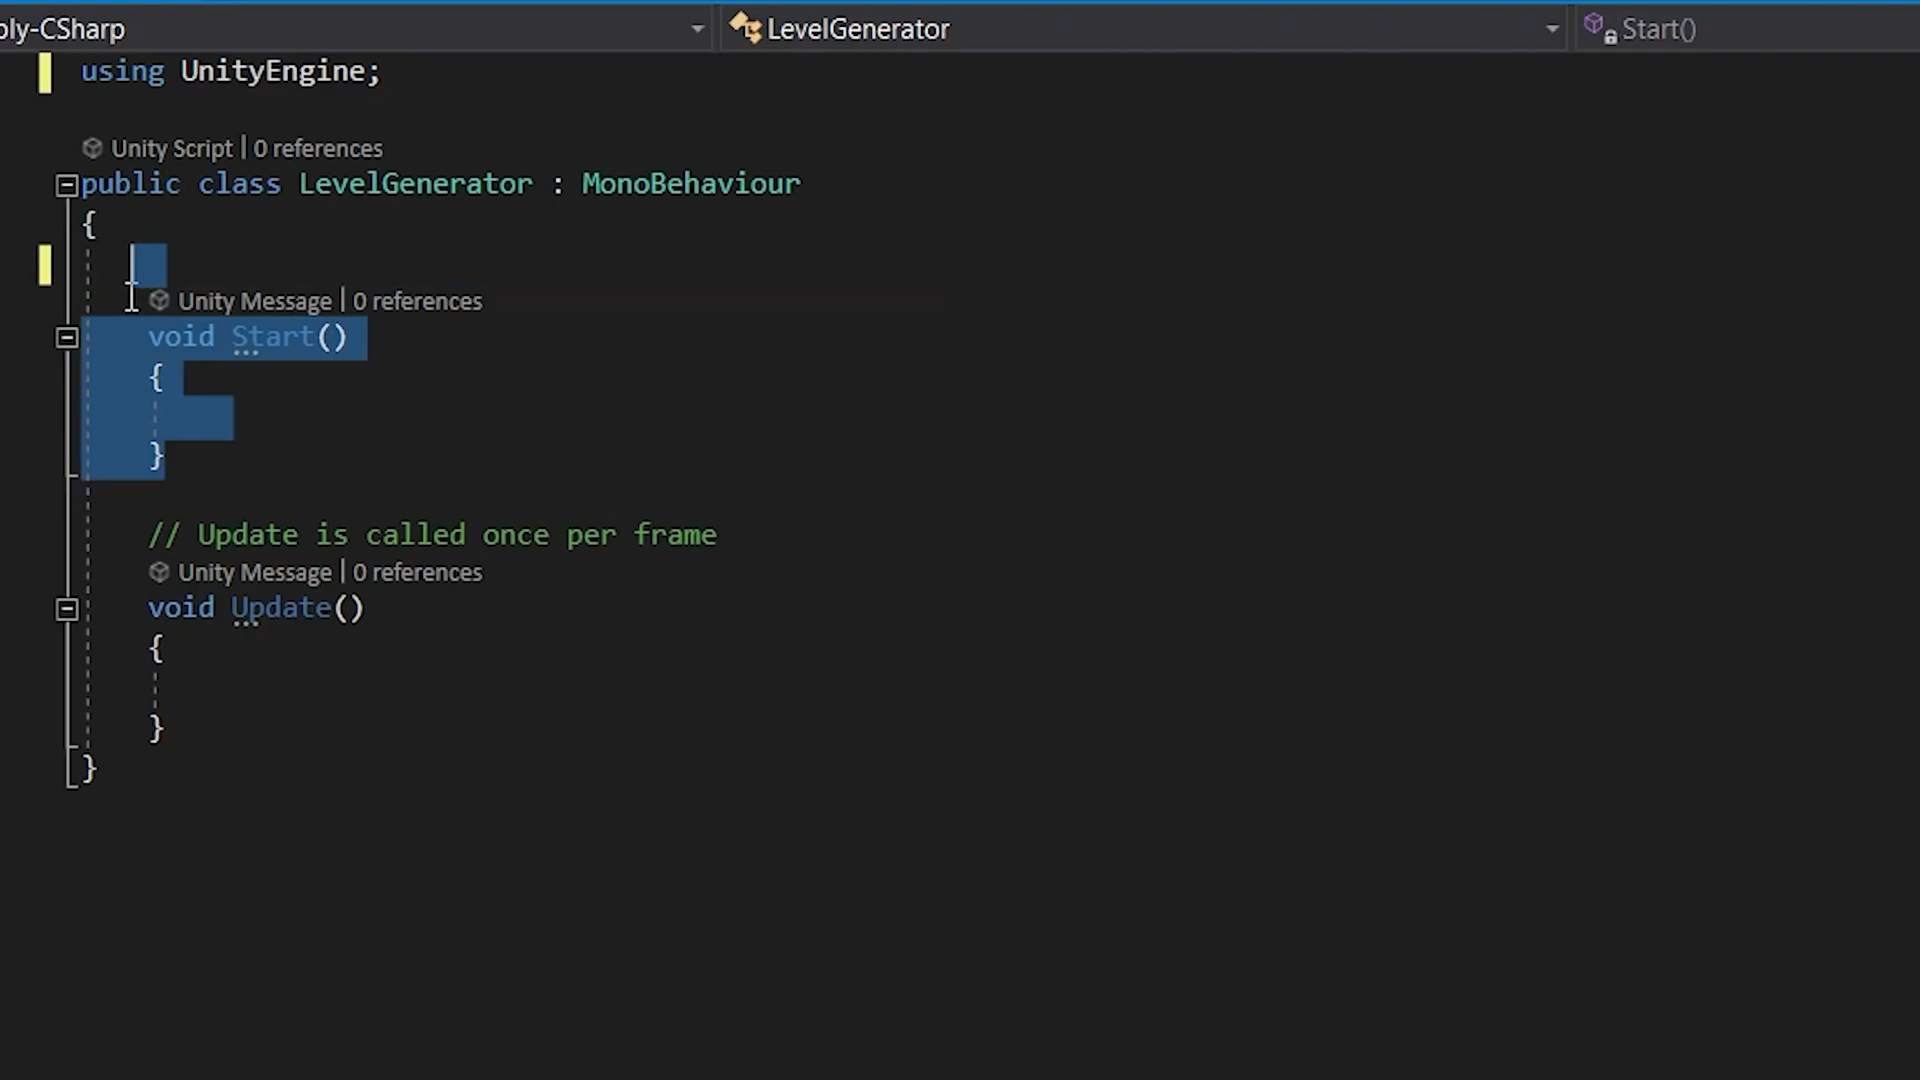 bly-CSharp LevelGenerator Start()
using UnityEngine;
Unity Script | 0 references
public class LevelGenerator : MonoBehaviour
{
Unity Message | 0 references
void Start()
{
}
// Update is called once per frame
Unity Message | 0 references
void Update()
{
}
}